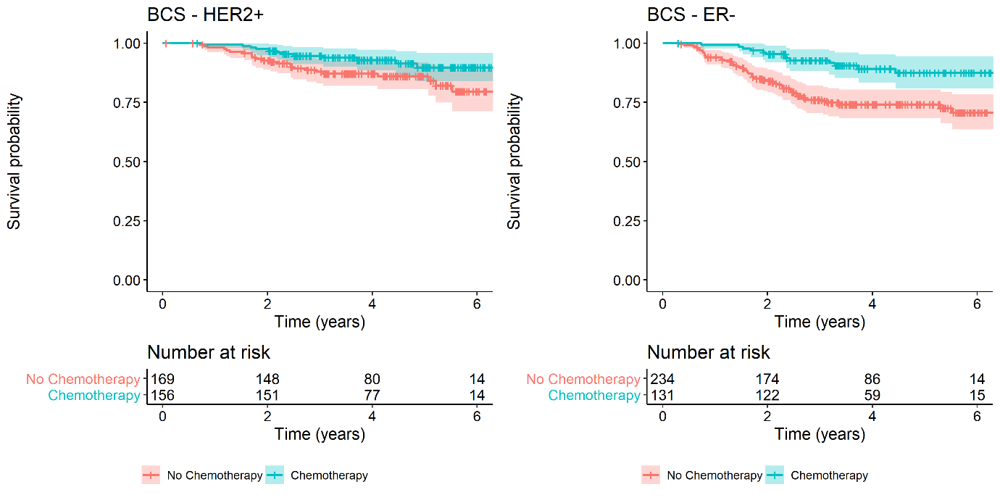 BCS - HER2+
Survival probability
1.00
0.75
0.50
0.25
0.00
0 2 4 6
Time (years)
Number at risk
No Chemotherapy 169 148 80 14
Chemotherapy 156 151 77 14
0 2 4 6
Time (years)
No Chemotherapy Chemotherapy
BCS - ER-
Survival probability
1.00
0.75
0.50
0.25
0.00
0 2 4 6
Time (years)
Number at risk
No Chemotherapy 234 174 86 14
Chemotherapy 131 122 59 15
0 2 4 6
Time (years)
No Chemotherapy Chemotherapy